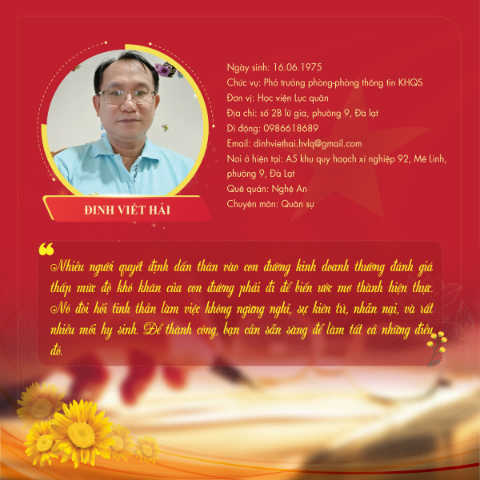 Ngày sinh: 16.06.1975
Chức vụ: Phó trưởng phòng-phòng thông tin KHQS
Đơn vị: Học viện Lục quân
Địa chỉ: số 2B lữ gia, phường 9, Đà lạt
Di động: 0986618689
Email: dinhviethai.hvlq@gmail.com
Nơi ở hiện tại: A5 khu quy hoạch xí nghiệp 92, Mê Linh,
phường 9, Đà Lạt
Quê quán: Nghệ An
Chuyên môn: Quân sự
ĐINH VIẾT HẢI
Nhiều người quyết định dấn thân vào con đường kinh doanh thường đánh giá
thấp mức độ khó khăn của con đường phải đi để biến ước mơ thành hiện thực.
Nó đòi hỏi tinh thần làm việc không ngừng nghỉ, sự kiên trì, nhẫn nại, và rất
nhiều mồi hy sinh. Để thành công, bạn cần sẵn sàng để làm tất cả những điều
đó.